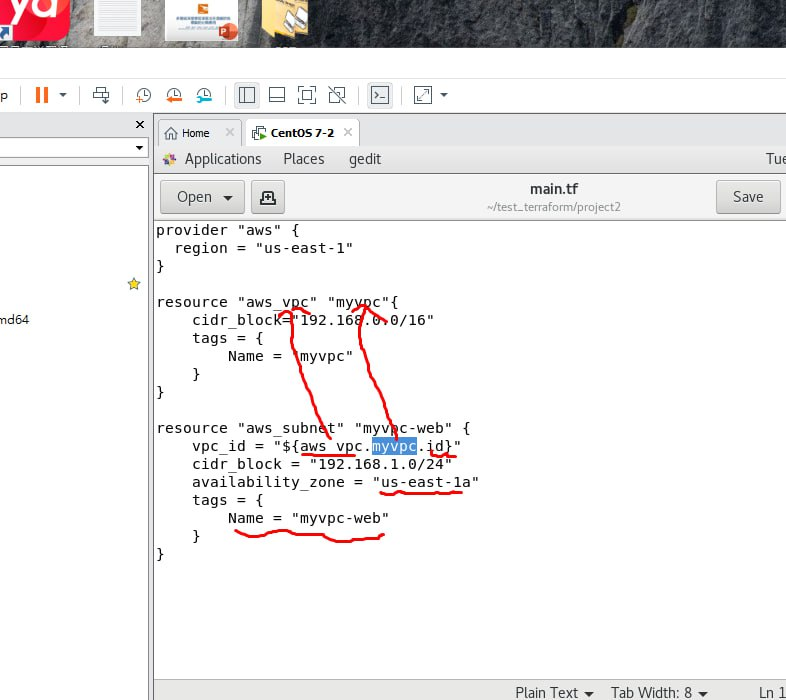 ya
p
Home
CentOS 7-2
Applications Places gedit Tue
Open main.tf Save
~/test_terraform/project2
provider "aws" {
region = "us-east-1"
}
resource "aws_vpc" "myvpc"{
md64
cidr_block="192.168.0.0/16"
tags = {
Name = "myvpc"
}
}
resource "aws_subnet" "myvpc-web" {
vpc_id = "${aws_vpc.myvpc.id}"
cidr_block = "192.168.1.0/24"
availability_zone = "us-east-1a"
tags = {
Name = "myvpc-web"
}
}
Plain Text Tab Width: 8 Ln 1